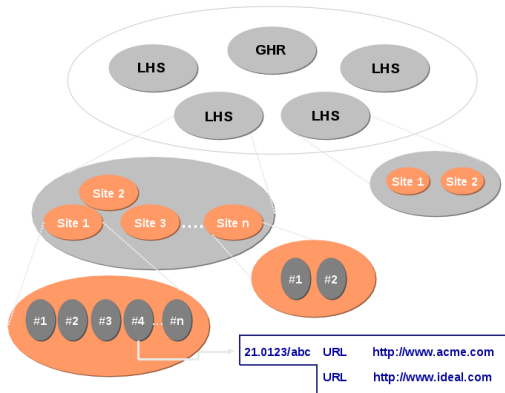 GHR
LHS
LHS
LHS
LHS
Site 1
Site 2
Site 2
Site 1
Site 3
....
Site n
#1
#2
#1
#2
#3
#4
...
#n
21.0123/abc URL http://www.acme.com
URL http://www.ideal.com